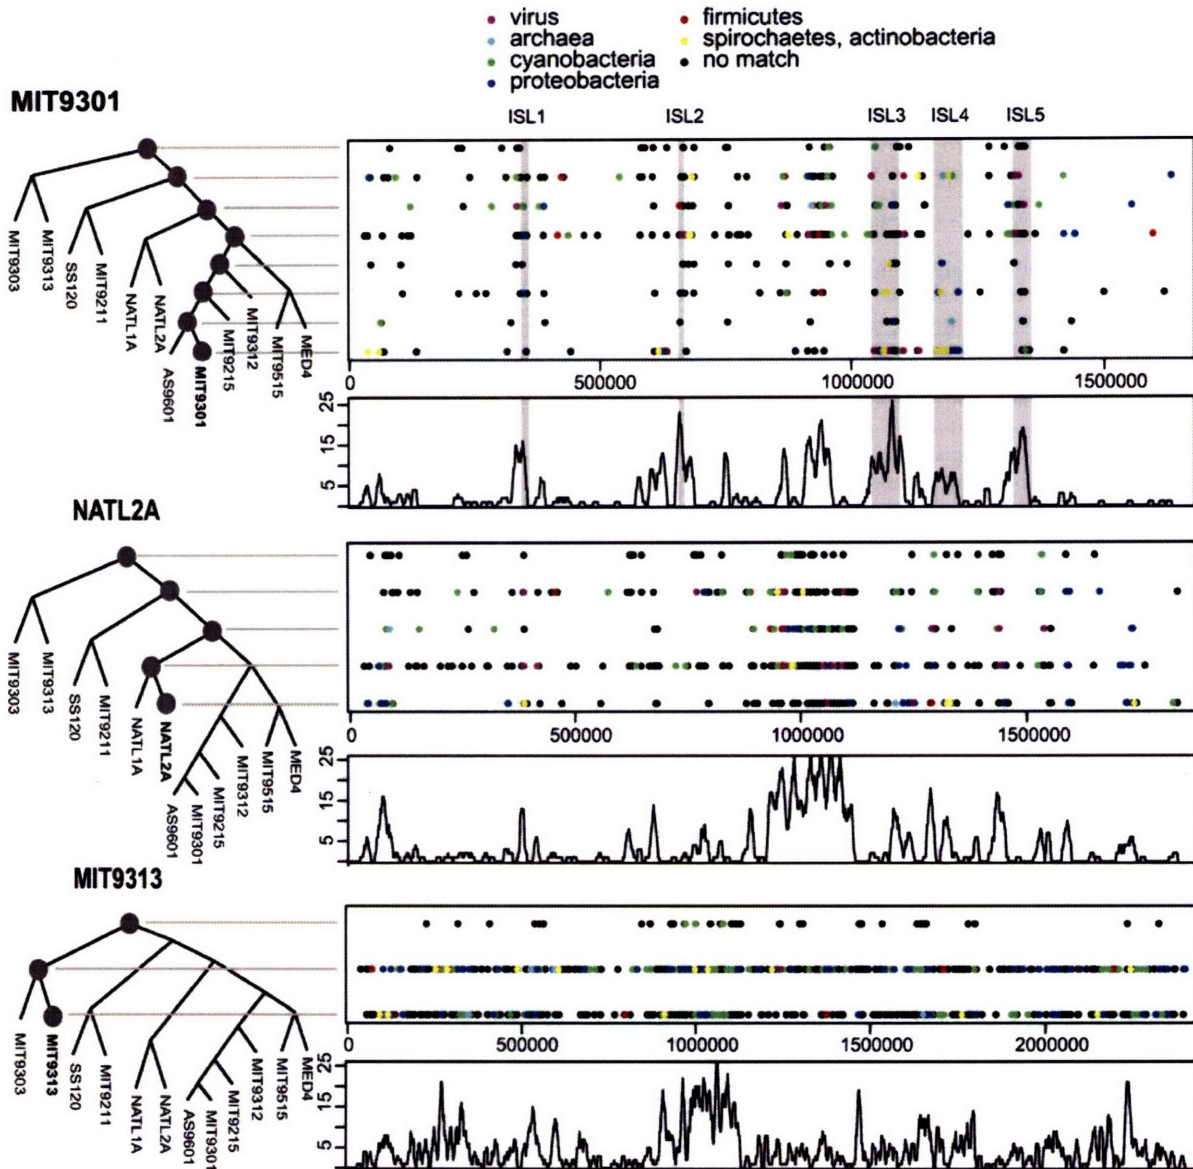 virus
archaea
cyanobacteria
proteobacteria
firmicutes
spirochaetes, actinobacteria
no match
MIT9301
ISL1 ISL2 ISL3 ISL4 ISL5
MIT9303
MIT9313
SS120
MIT9211
NATL1A
NATL2A
AS9601
MIT9301
MIT9215
MIT9312
MIT9515
MED4
0 500000 1000000 1500000
25
15
5
NATL2A
MIT9303
MIT9313
SS120
MIT9211
NATL1A
NATL2A
AS9601
MIT9301
MIT9215
MIT9312
MIT9515
MED4
0 500000 1000000 1500000
25
15
5
MIT9313
MIT9303
MIT9313
SS120
MIT9211
NATL1A
NATL2A
AS9601
MIT9301
MIT9215
MIT9312
MIT9515
MED4
0 500000 1000000 1500000 2000000
25
15
5